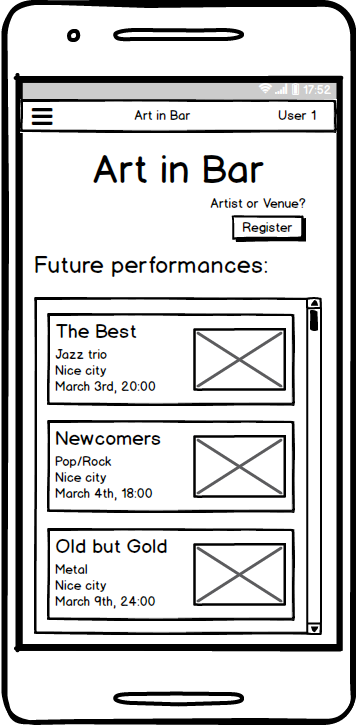 17:52
Art in Bar
User 1
Art in Bar
Artist or Venue?
Register
Future performances:
The Best
Jazz trio
Nice city
March 3rd, 20:00
Newcomers
Pop/Rock
Nice city
March 4th, 18:00
Old but Gold
Metal
Nice city
March 9th, 24:00